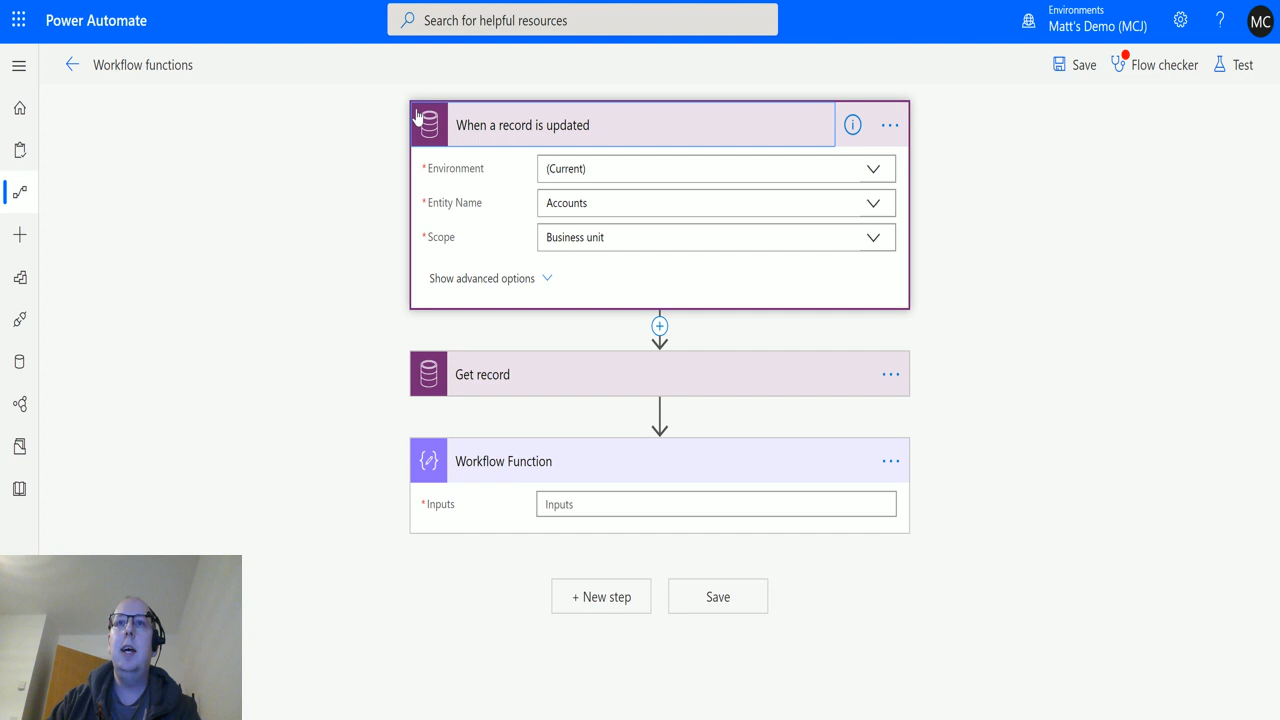 Power Automate
Search for helpful resources
Environments
Matt's Demo (MCJ)
?
MC
Workflow functions
Save
Flow checker
Test
When a record is updated
* Environment
(Current)
* Entity Name
Accounts
* Scope
Business unit
Show advanced options
Get record
Workflow Function
* Inputs
Inputs
+ New step
Save